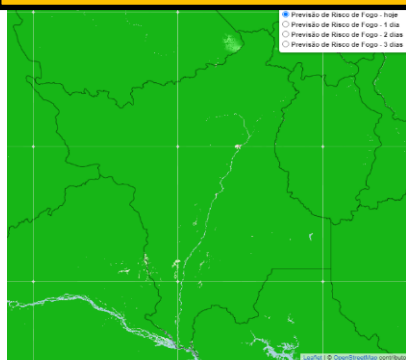 Previsão de Risco de Fogo - hoje
Previsão de Risco de Fogo - 1 dia
Previsão de Risco de Fogo - 2 dias
Previsão de Risco de Fogo - 3 dias
Leaflet | © OpenStreetMap contributo